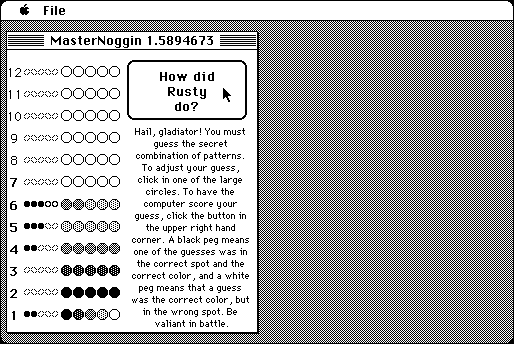 File
MasterNoggin 1.5894673
12
11
10
9
8
7
6
5
4
3
2
1
How did
Rusty
do?
Hail, gladiator! You must
guess the secret
combination of patterns.
To adjust your guess,
click in one of the large
circles. To have the
computer score your
guess, click the button in
the upper right hand
corner. A black peg means
one of the guesses was in
the correct spot and the
correct color, and a white
peg means that a guess
was the correct color, but
in the wrong spot. Be
valiant in battle.